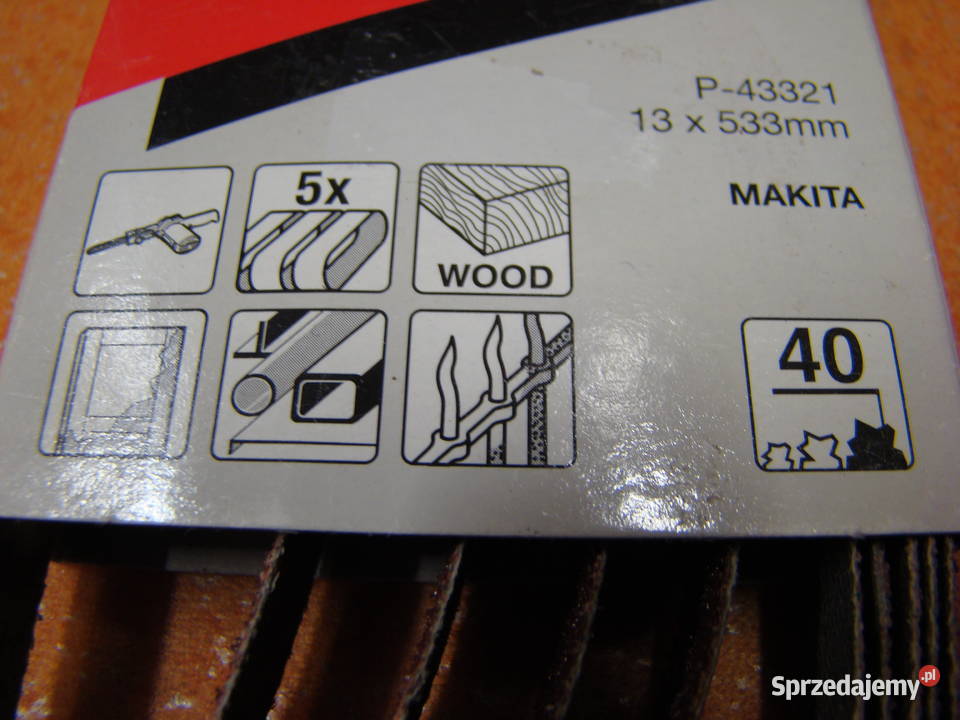 P-43321
13 x 533mm
MAKITA
5x
WOOD
40
Sprzedajemy.pl